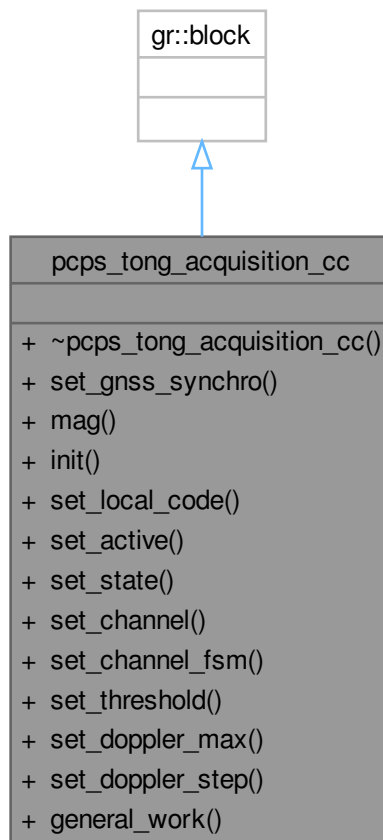 gr::block
pcps_tong_acquisition_cc
+ ~pcps_tong_acquisition_cc()
+ set_gnss_synchro()
+ mag()
+ init()
+ set_local_code()
+ set_active()
+ set_state()
+ set_channel()
+ set_channel_fsm()
+ set_threshold()
+ set_doppler_max()
+ set_doppler_step()
+ general_work()